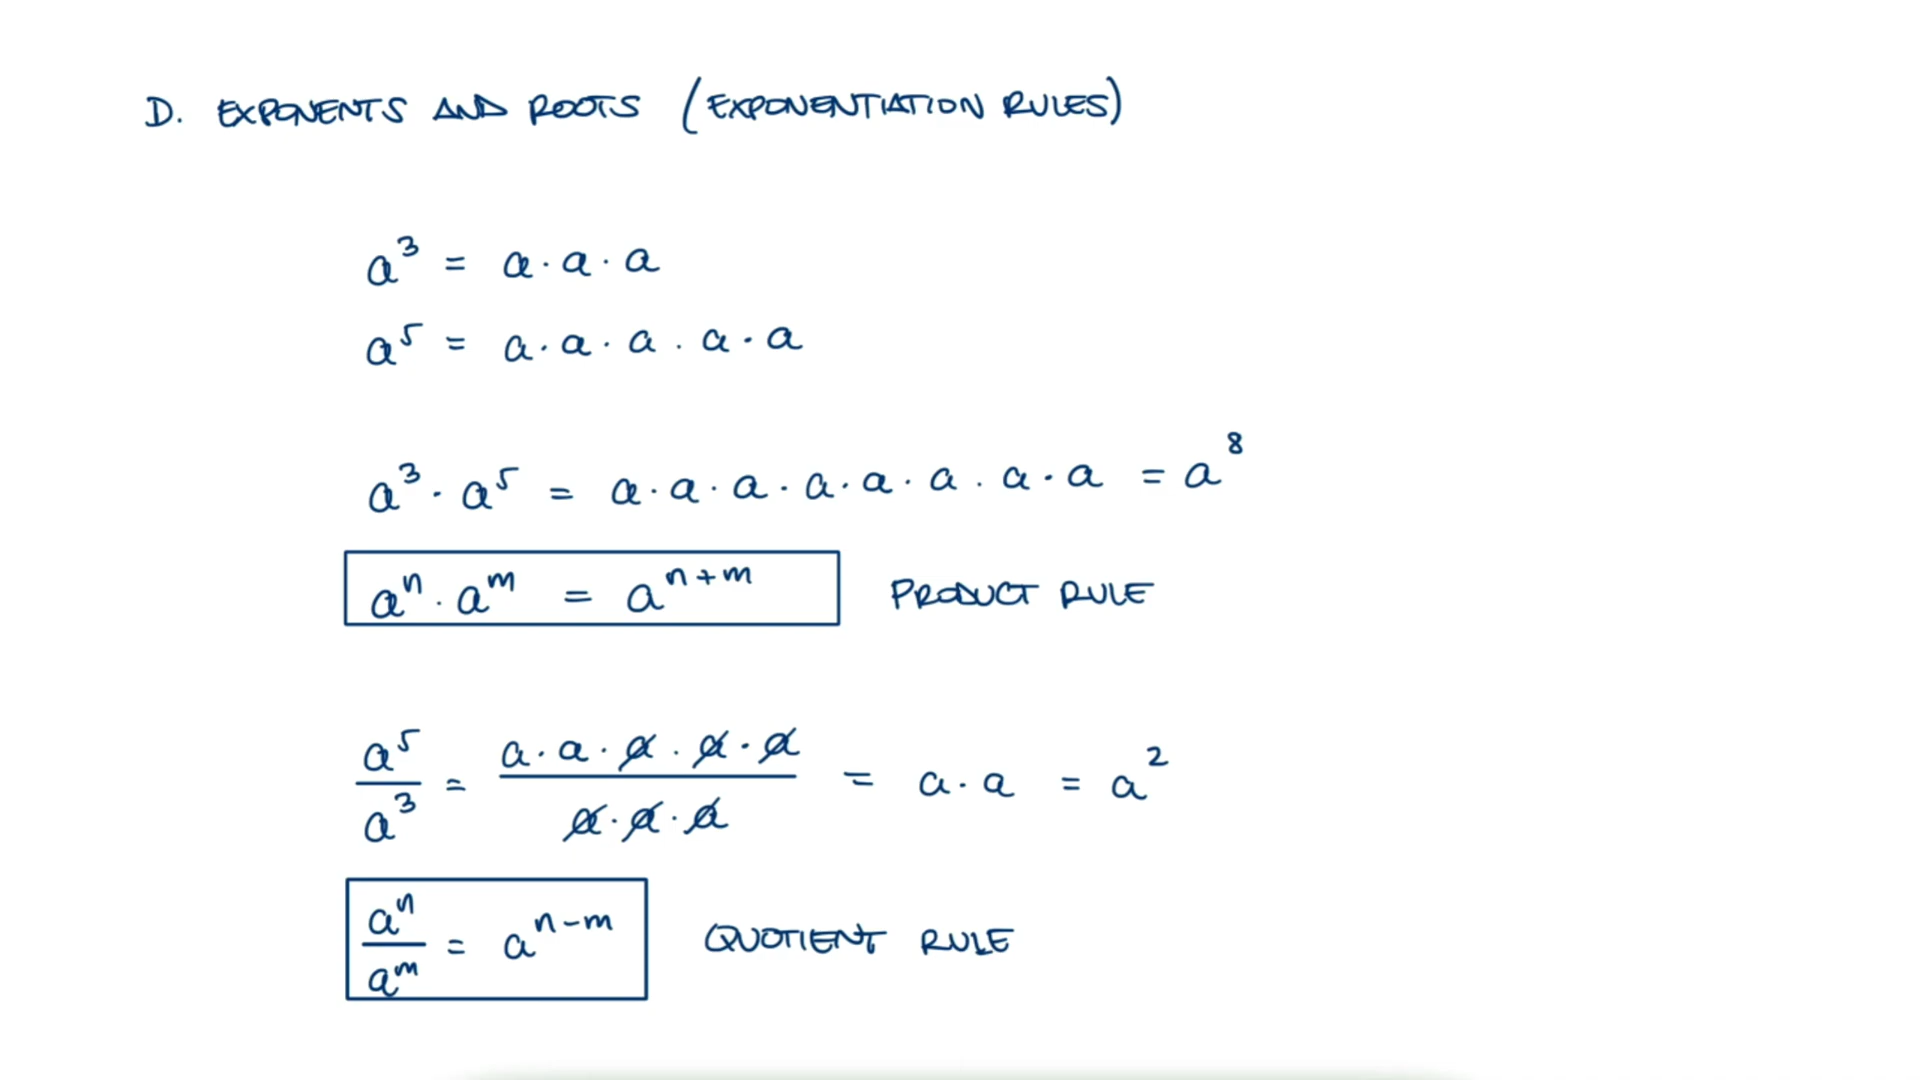 D. EXPONENTS AND ROOTS (EXPONENTIATION RULES)
a³ = a · a · a
a⁵ = a · a · a · a · a
a³ · a⁵ = a · a · a · a · a · a · a · a = a⁸
aⁿ · aᵐ = aⁿ⁺ᵐ PRODUCT RULE
a⁵/a³ = (a · a · a · a · a)/(a · a · a) = a · a = a²
aⁿ/aᵐ = aⁿ⁻ᵐ QUOTIENT RULE